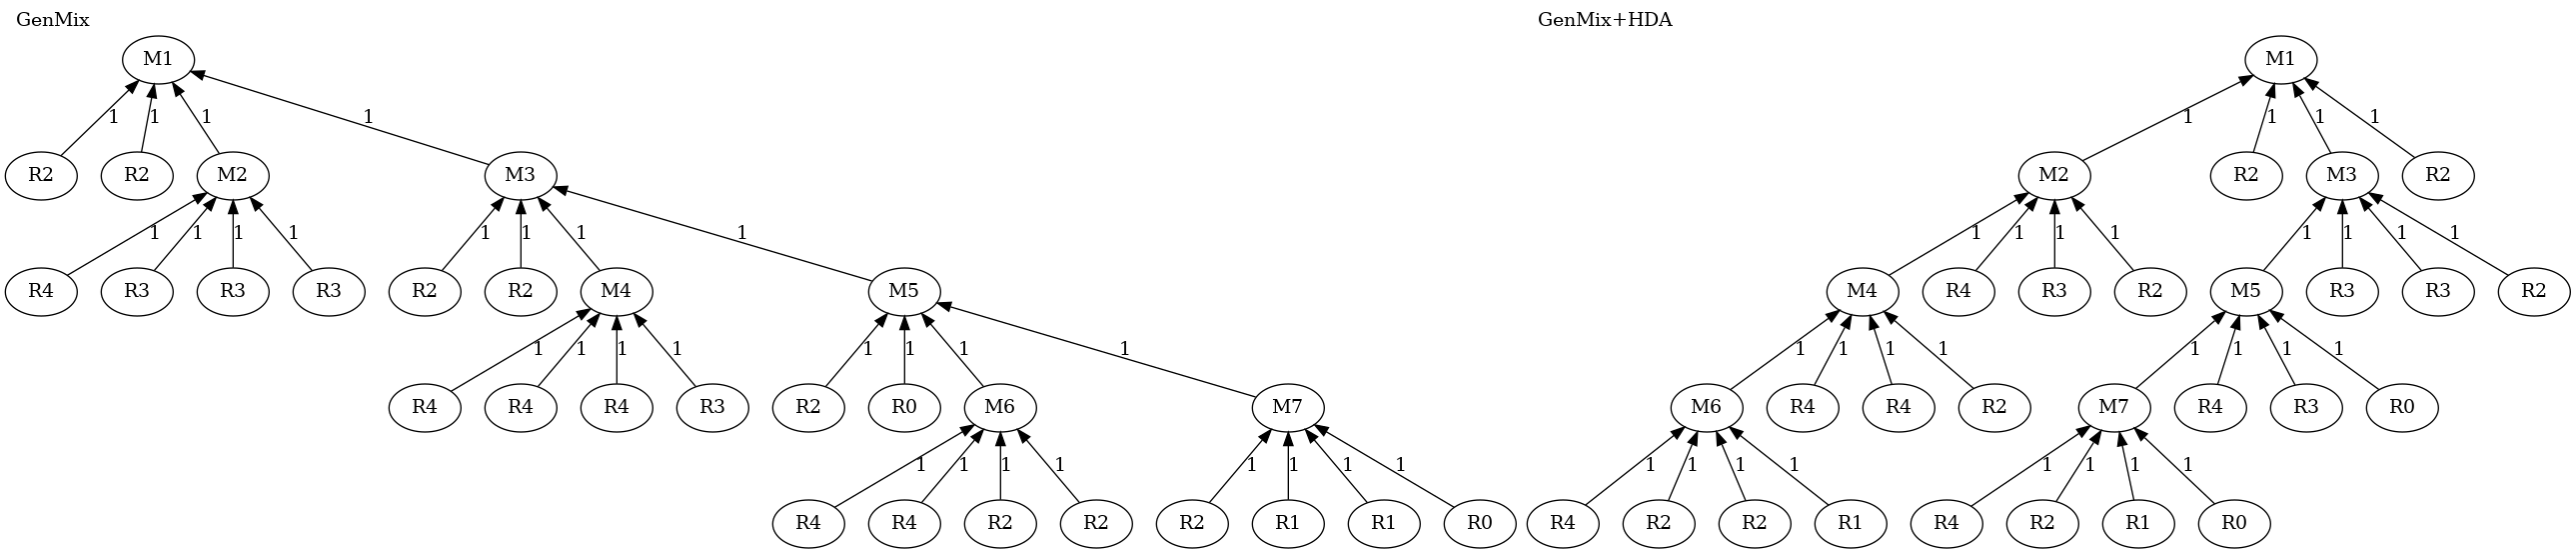 GenMix GenMix+HDA
M1 M1
1 1 1 1 1 1 1 1
R2 R2 M2 M3 M2 R2 M3 R2
1 1 1 1 1 1 1 1 1 1 1 1 1 1 1 1
R4 R3 R3 R3 R2 R2 M4 M5 M4 R4 R3 R2 M5 R3 R3 R2
1 1 1 1 1 1 1 1 1 1 1 1 1 1 1 1
R4 R4 R4 R3 R2 R0 M6 M7 M6 R4 R4 R2 M7 R4 R3 R0
1 1 1 1 1 1 1 1 1 1 1 1 1 1 1 1
R4 R4 R2 R2 R2 R1 R1 R0 R4 R2 R2 R1 R4 R2 R1 R0